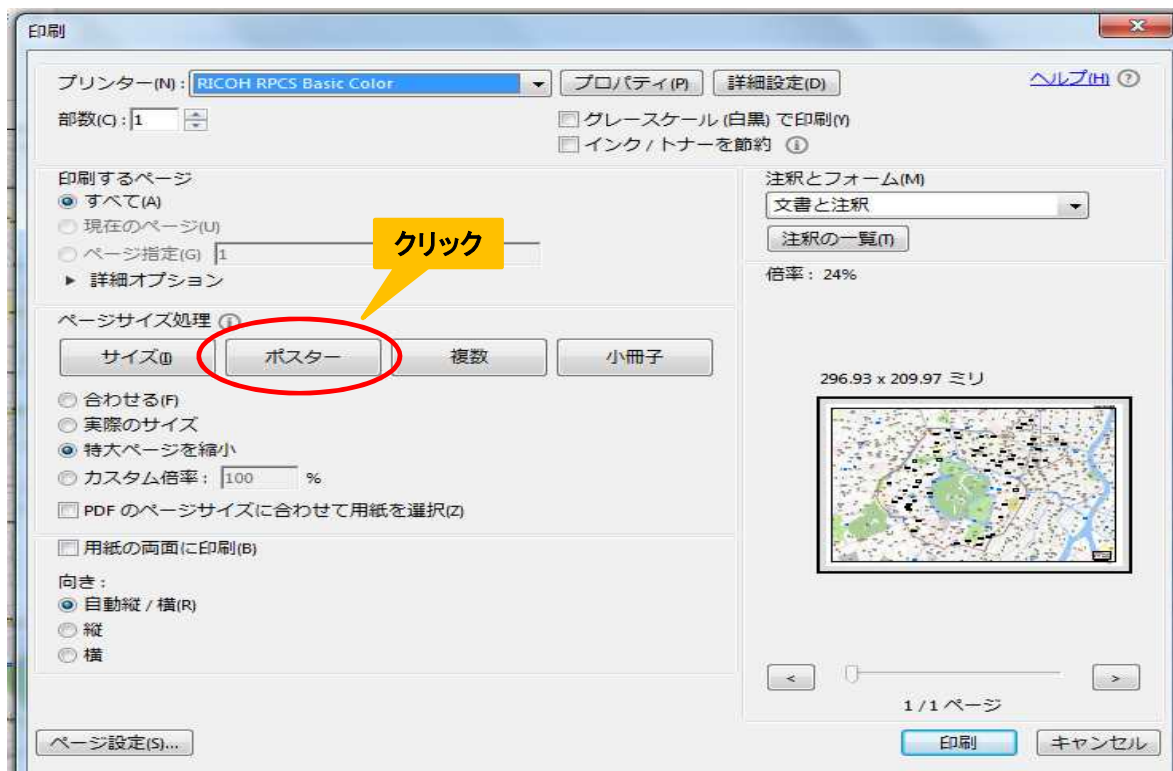 印刷
プリンター(N): RICOH RPCS Basic Color プロパティ(P) 詳細設定(D) ヘルプ(H) ?
部数(C): 1 グレースケール (白黒) で印刷(Y)
インク / トナーを節約 i
印刷するページ
すべて(A)
現在のページ(U)
ページ指定(G) 1
詳細オプション
クリック
注釈とフォーム(M)
文書と注釈
注釈の一覧(T)
倍率: 24%
ページサイズ処理 i
サイズ(I) ポスター 複数 小冊子
合わせる(F)
実際のサイズ
特大ページを縮小
カスタム倍率: 100 %
PDF のページサイズに合わせて用紙を選択(Z)
296.93 x 209.97 ミリ
用紙の両面に印刷(B)
向き:
自動縦 / 横(R)
縦
横
< >
1 / 1 ページ
ページ設定(S)... 印刷 キャンセル